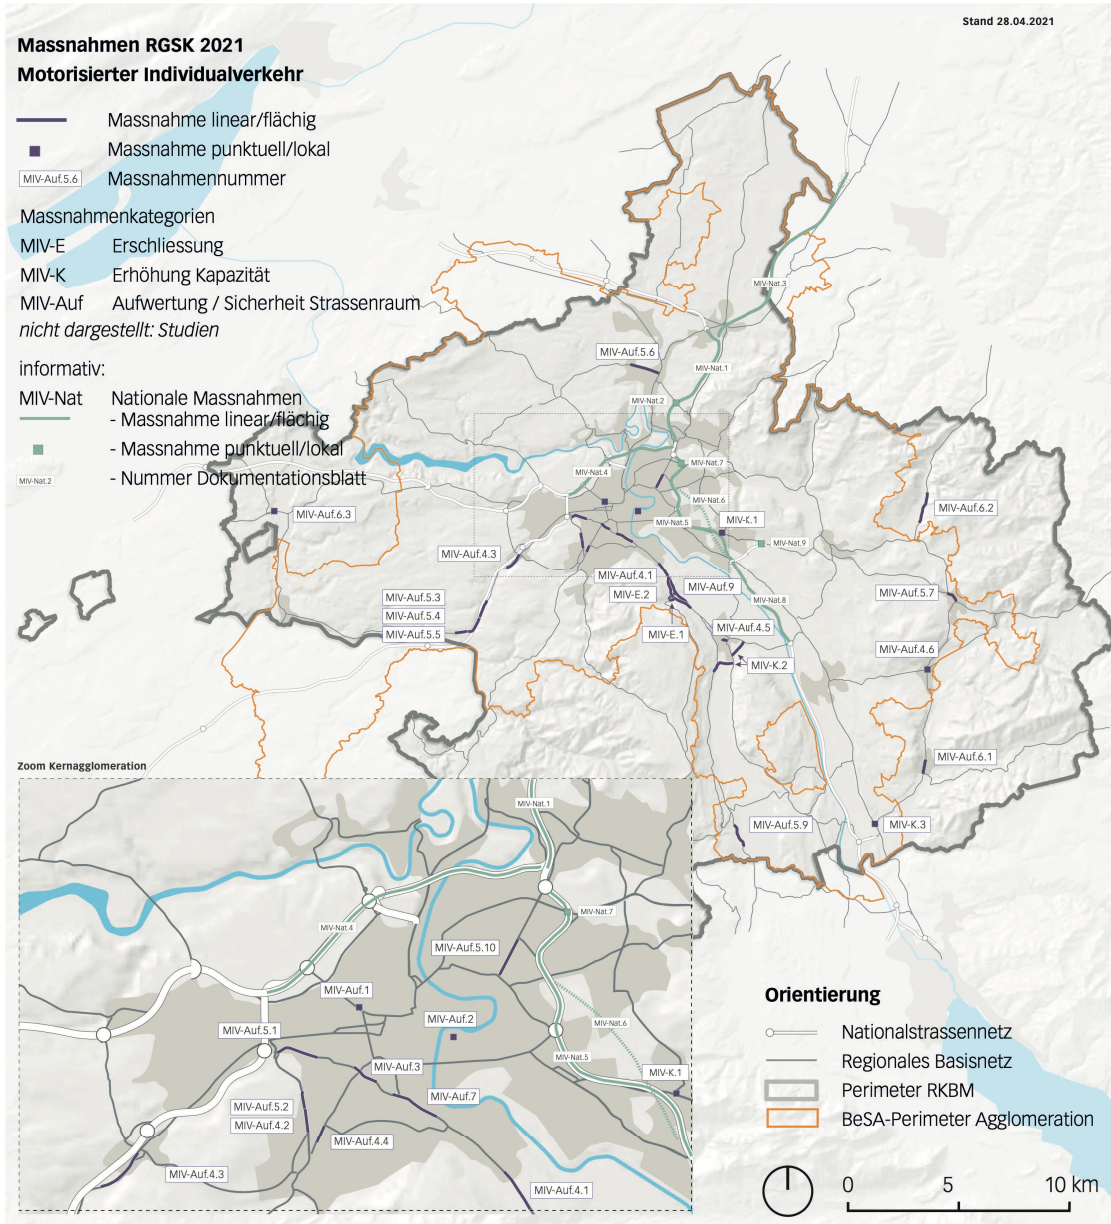 Stand 28.04.2021
Massnahmen RGSK 2021
Motorisierter Individualverkehr
Massnahme linear/flächig
Massnahme punktuell/lokal
MIV-Auf.5.6 Massnahmennummer
Massnahmenkategorien
MIV-E Erschliessung
MIV-K Erhöhung Kapazität
MIV-Auf Aufwertung / Sicherheit Strassenraum
nicht dargestellt: Studien
informativ:
MIV-Nat Nationale Massnahmen
- Massnahme linear/flächig
- Massnahme punktuell/lokal
MIV-Nat.2 - Nummer Dokumentationsblatt
MIV-Nat.3
MIV-Auf.5.6
MIV-Nat.1
MIV-Nat.2
MIV-Nat.4
MIV-Nat.7
MIV-Nat.6
MIV-Auf.6.3
MIV-Nat.5
MIV-K.1
MIV-Auf.6.2
MIV-Nat.9
MIV-Auf.4.3
MIV-Auf.4.1
MIV-Auf.9
MIV-E.2
MIV-Auf.5.3
MIV-Auf.5.4
MIV-Auf.5.5
MIV-Nat.8
MIV-Auf.5.7
MIV-E.1
MIV-Auf.4.5
MIV-Auf.4.6
MIV-K.2
MIV-Auf.6.1
MIV-Auf.5.9
MIV-K.3
Zoom Kernagglomeration
MIV-Nat.1
MIV-Nat.7
MIV-Nat.4
MIV-Auf.5.10
MIV-Auf.1
MIV-Auf.2
MIV-Nat.6
MIV-Auf.5.1
MIV-Nat.5
MIV-Auf.3
MIV-K.1
MIV-Auf.7
MIV-Auf.5.2
MIV-Auf.4.2
MIV-Auf.4.4
MIV-Auf.4.3
MIV-Auf.4.1
Orientierung
Nationalstrassennetz
Regionales Basisnetz
Perimeter RKBM
BeSA-Perimeter Agglomeration
0 5 10 km